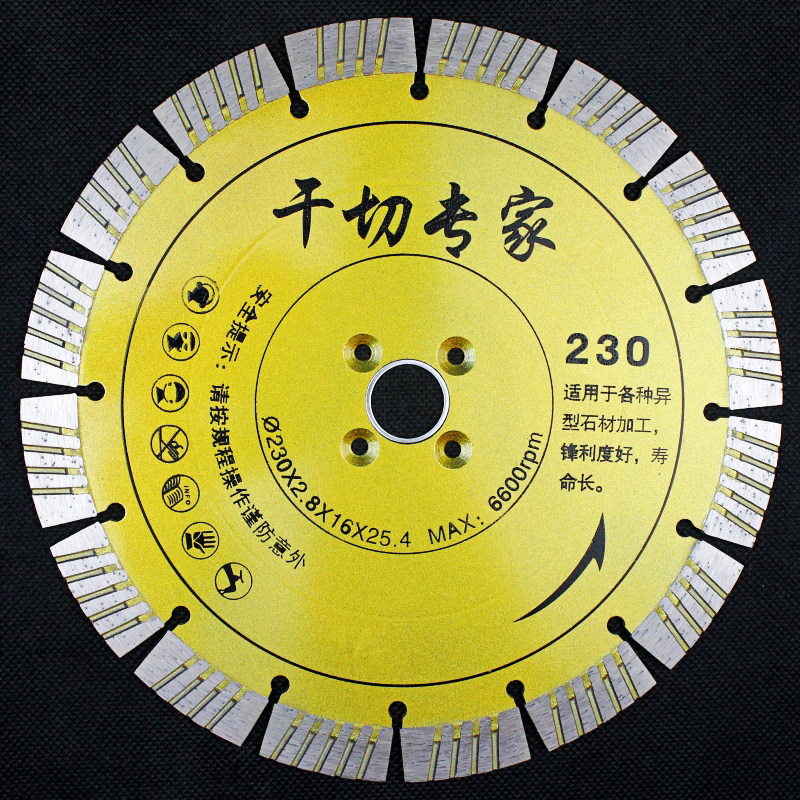 干切专家
230
适用于各种异
型石材加工，
锋利度好，寿
命长。
安全提示：请按规程操作谨防意外
INFO
Ø230X2.8X16X25.4 MAX：6600rpm